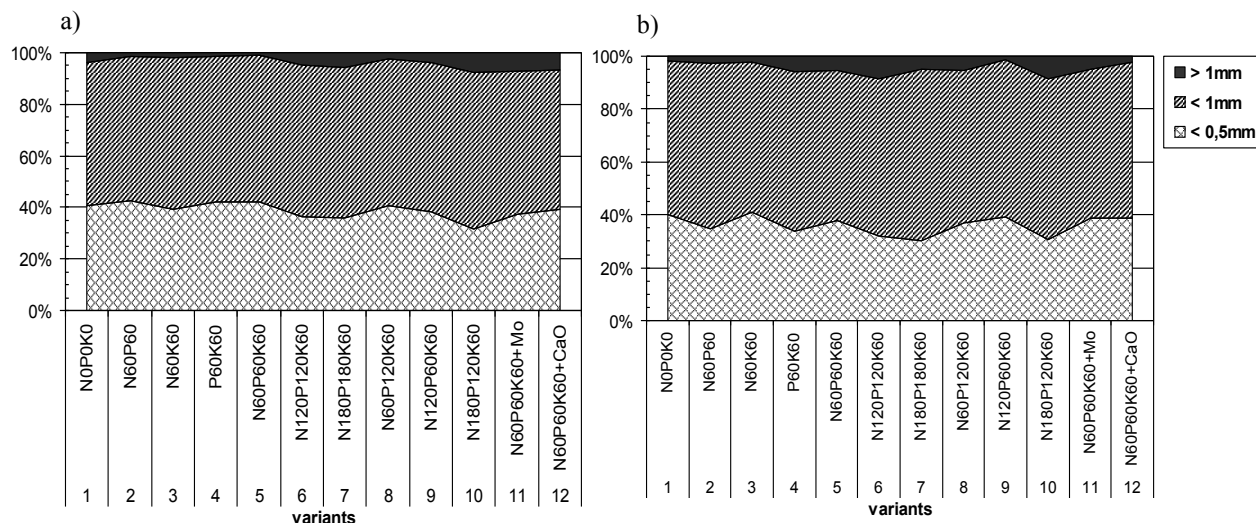 a)
100%
80%
60%
40%
20%
0%
N0P0K0
N60P60
N60K60
P60K60
N60P60K60
N120P120K60
N180P180K60
N60P120K60
N120P60K60
N180P120K60
N60P60K60+Mo
N60P60K60+CaO
1 2 3 4 5 6 7 8 9 10 11 12
variants
b)
100%
80%
60%
40%
20%
0%
N0P0K0
N60P60
N60K60
P60K60
N60P60K60
N120P120K60
N180P180K60
N60P120K60
N120P60K60
N180P120K60
N60P60K60+Mo
N60P60K60+CaO
1 2 3 4 5 6 7 8 9 10 11 12
variants
> 1mm
< 1mm
< 0,5mm